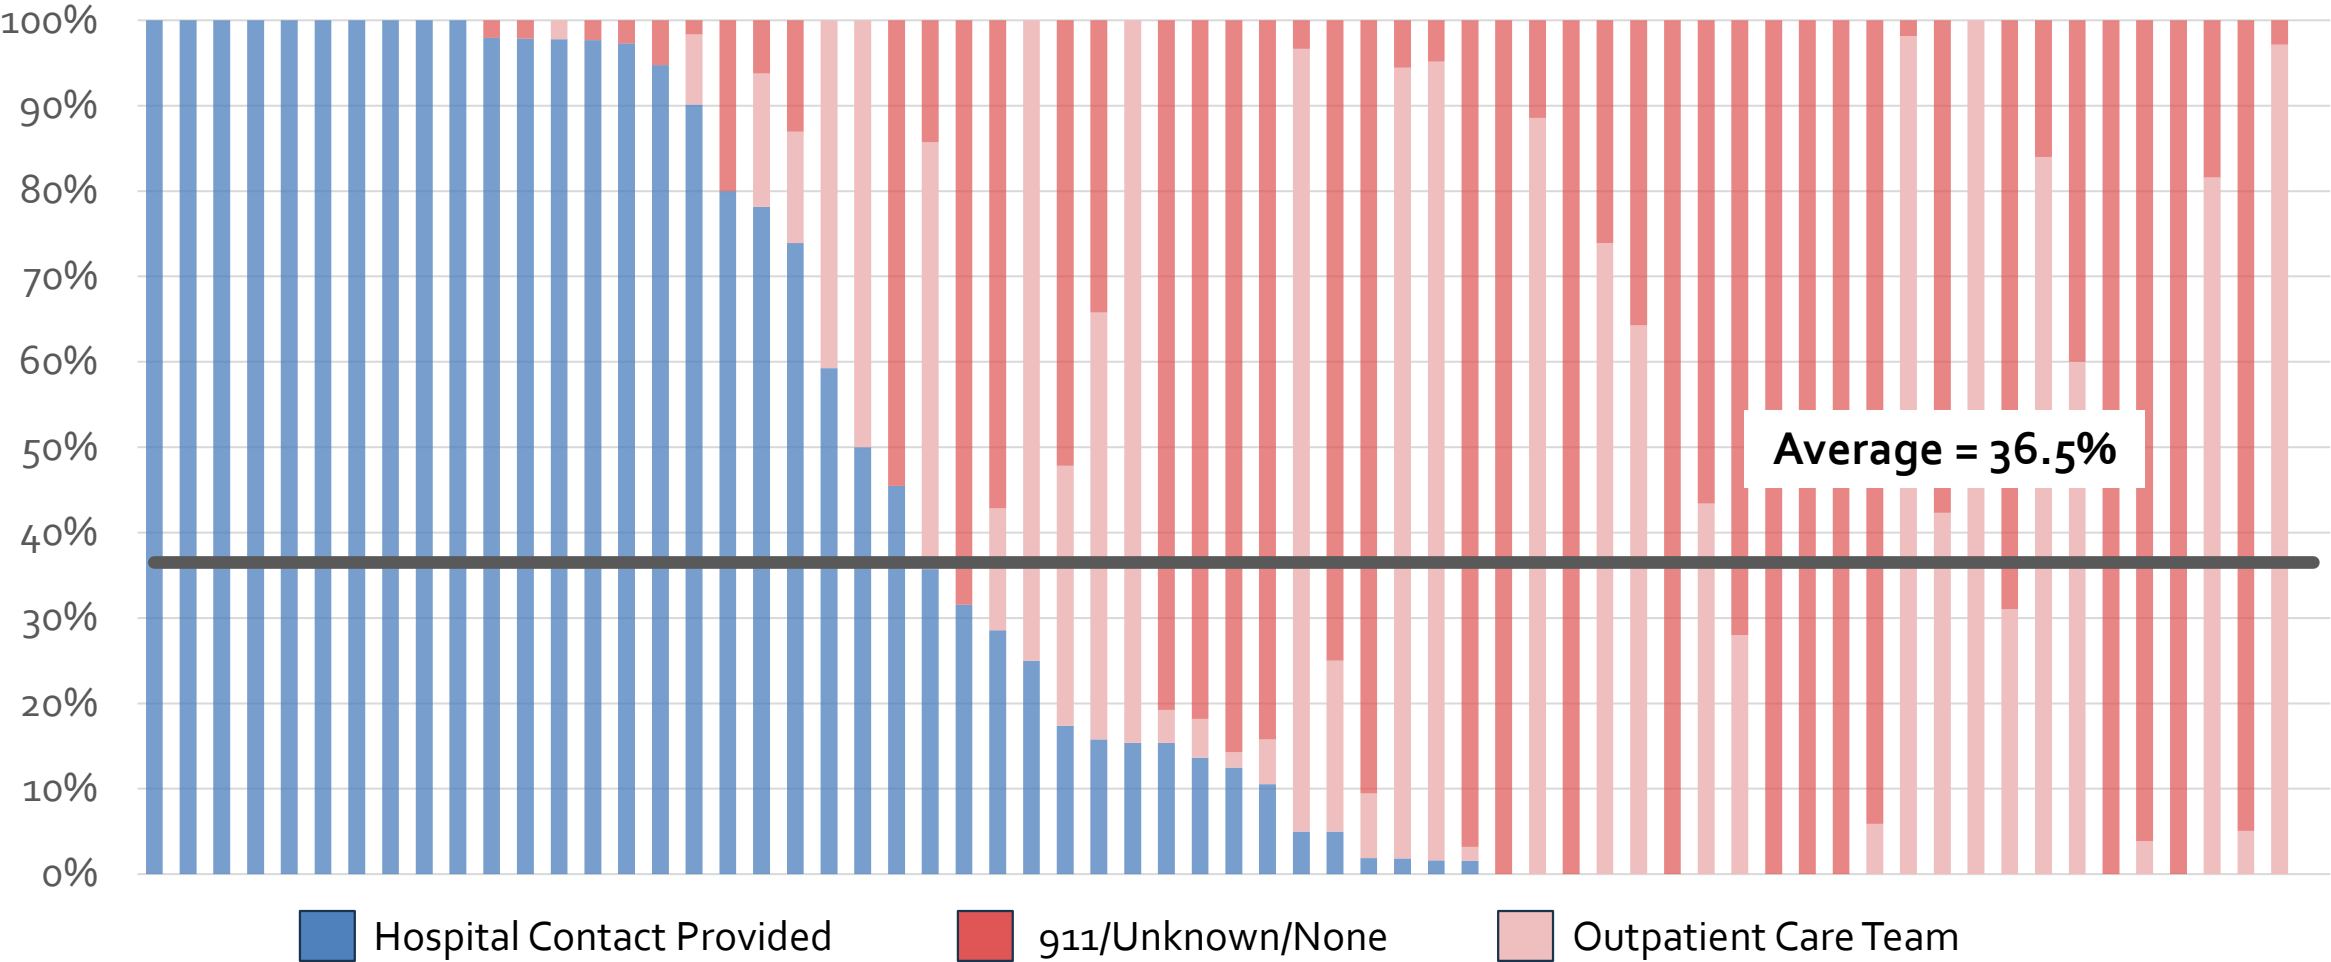 100%
90%
80%
70%
60%
50%
40%
30%
20%
10%
0%
Average = 36.5%
Hospital Contact Provided
911/Unknown/None
Outpatient Care Team